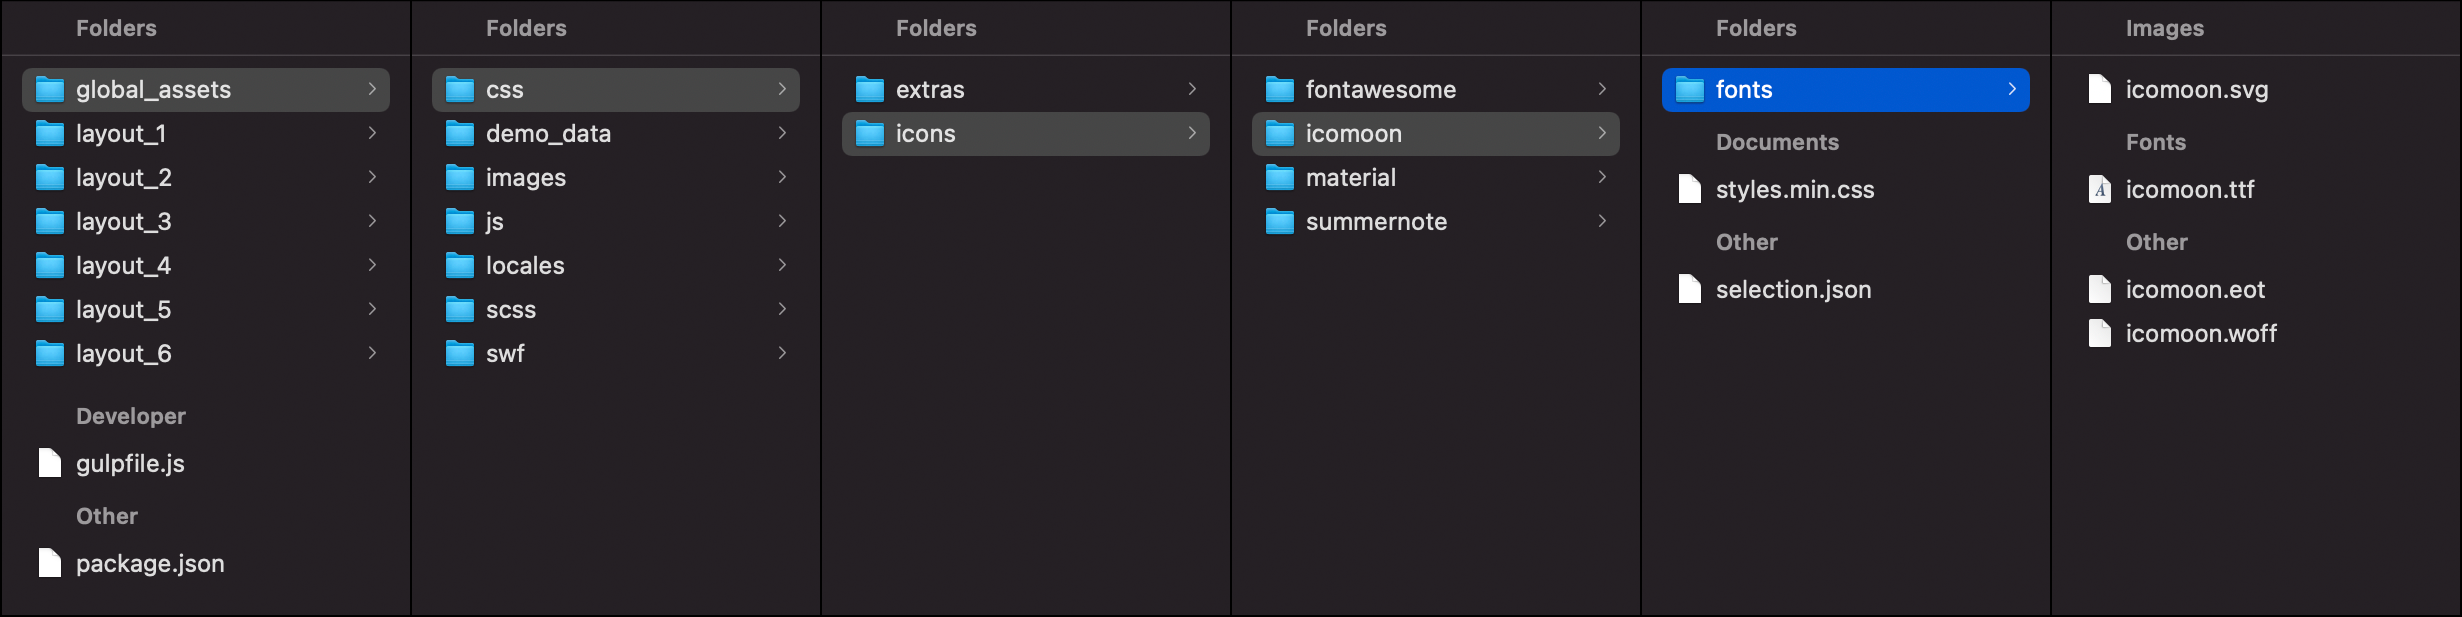 Folders
global_assets
layout_1
layout_2
layout_3
layout_4
layout_5
layout_6
Developer
gulpfile.js
Other
package.json
Folders
css
demo_data
images
js
locales
scss
swf
Folders
extras
icons
Folders
fontawesome
icomoon
material
summernote
Folders
fonts
Documents
styles.min.css
Other
selection.json
Images
icomoon.svg
Fonts
icomoon.ttf
Other
icomoon.eot
icomoon.woff